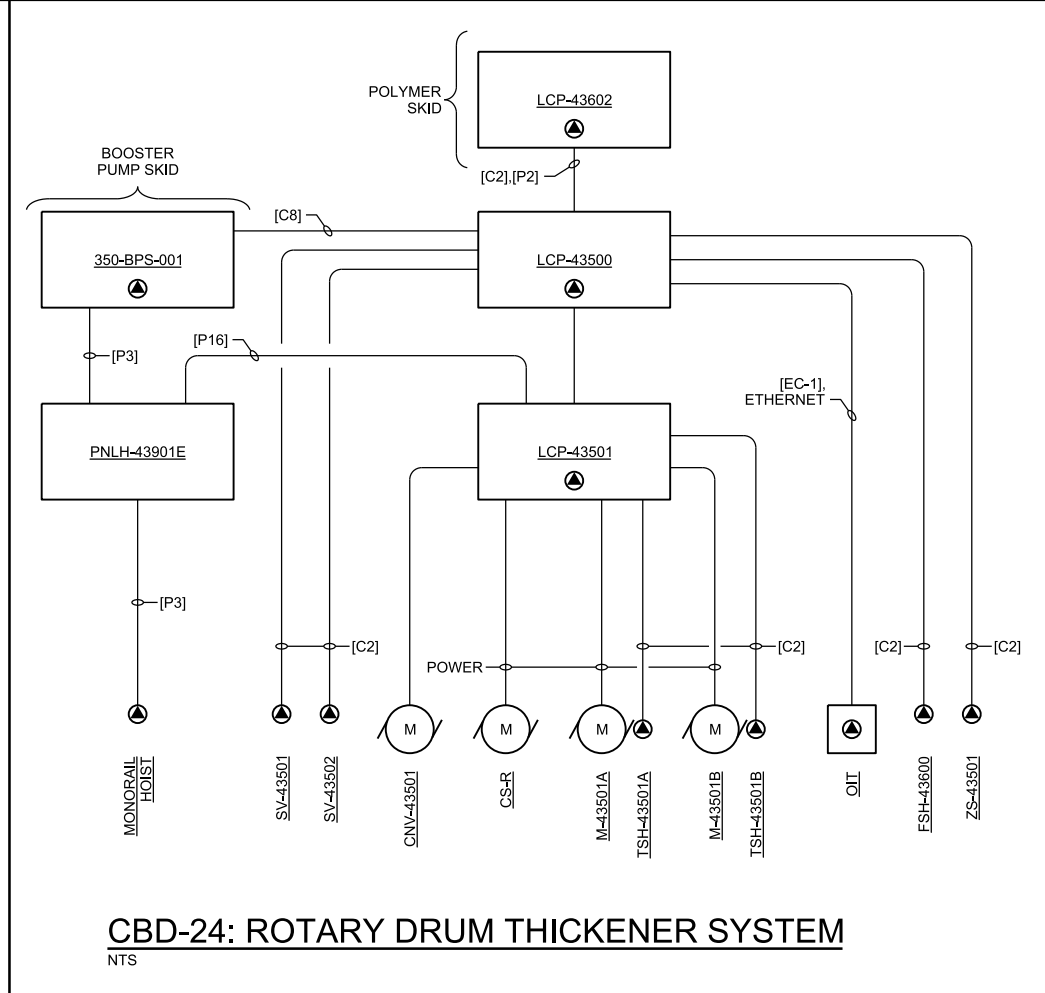 POLYMER
SKID
LCP-43602
BOOSTER
PUMP SKID
[C2],[P2]
[C8]
350-BPS-001
LCP-43500
[P16]
[P3]
[EC-1],
ETHERNET
PNLH-43901E
LCP-43501
[P3]
[C2]
[C2]
[C2]
[C2]
POWER
M
M
M
M
MONORAIL
HOIST
SV-43501
SV-43502
CNV-43501
CS-R
M-43501A
TSH-43501A
M-43501B
TSH-43501B
OIT
FSH-43600
ZS-43501
CBD-24: ROTARY DRUM THICKENER SYSTEM
NTS